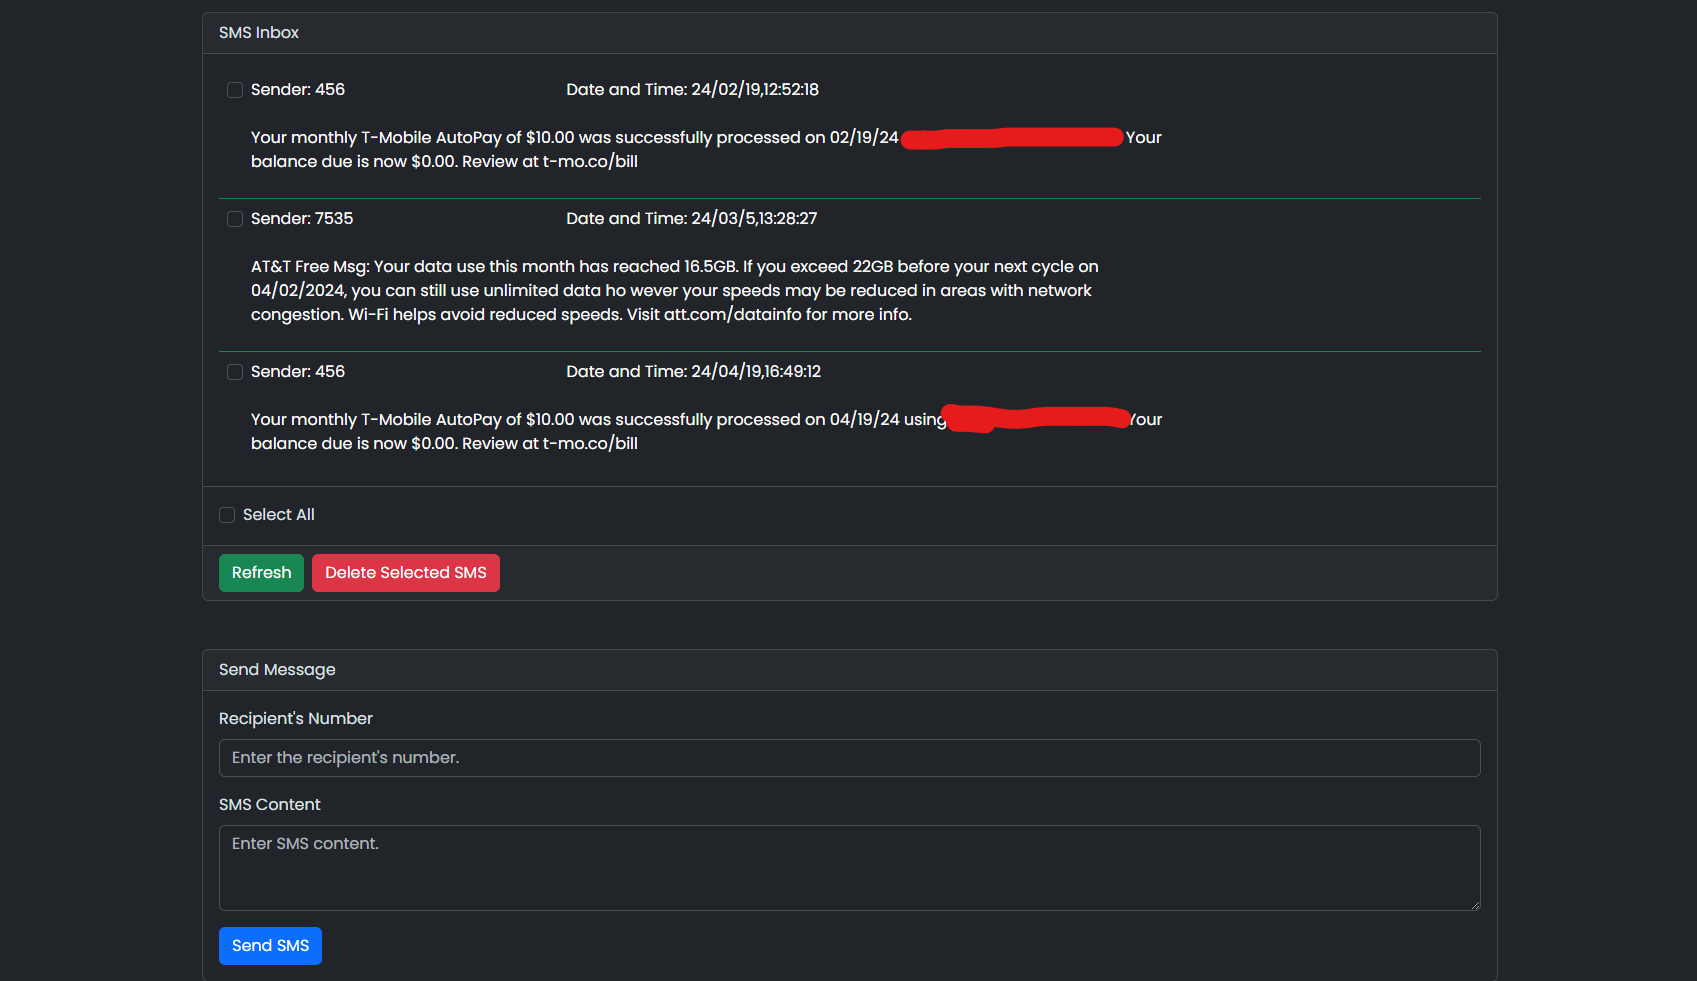 SMS Inbox
Sender: 456 Date and Time: 24/02/19,12:52:18
Your monthly T-Mobile AutoPay of $10.00 was successfully processed on 02/19/24 Your
balance due is now $0.00. Review at t-mo.co/bill
Sender: 7535 Date and Time: 24/03/5,13:28:27
AT&T Free Msg: Your data use this month has reached 16.5GB. If you exceed 22GB before your next cycle on
04/02/2024, you can still use unlimited data ho wever your speeds may be reduced in areas with network
congestion. Wi-Fi helps avoid reduced speeds. Visit att.com/datainfo for more info.
Sender: 456 Date and Time: 24/04/19,16:49:12
Your monthly T-Mobile AutoPay of $10.00 was successfully processed on 04/19/24 using Your
balance due is now $0.00. Review at t-mo.co/bill
Select All
Refresh Delete Selected SMS
Send Message
Recipient's Number
Enter the recipient's number.
SMS Content
Enter SMS content.
Send SMS